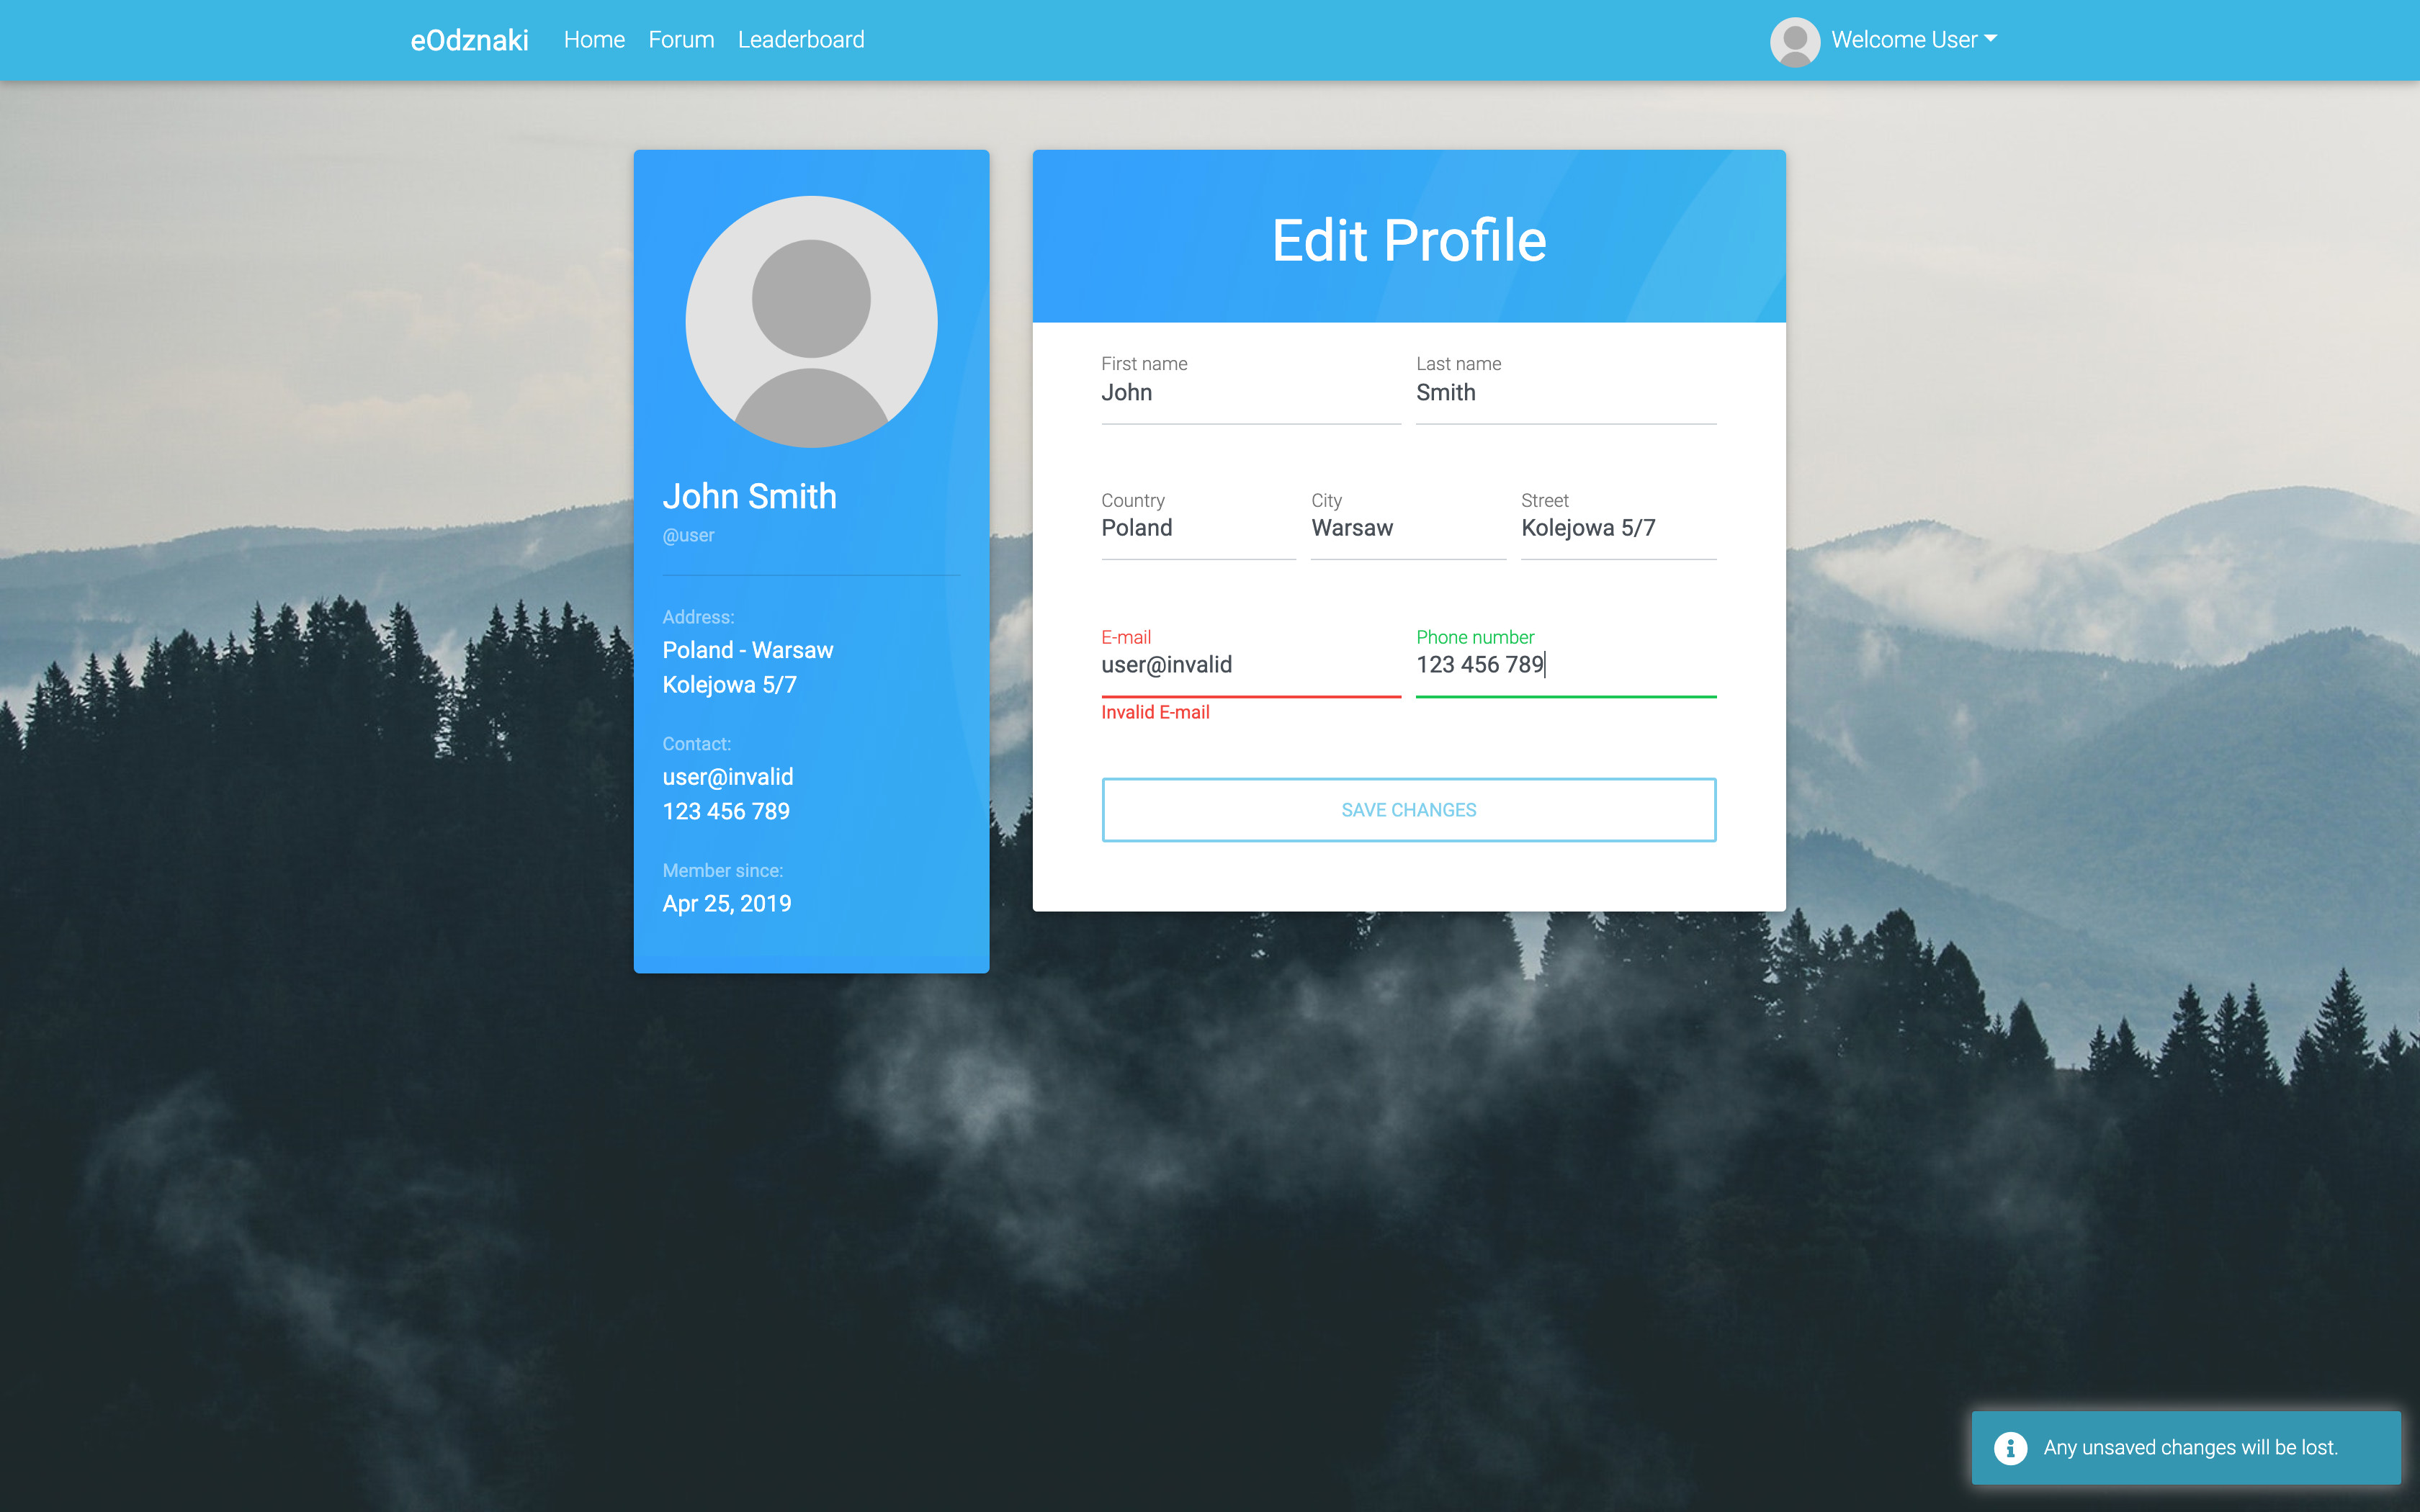 eOdznaki Home Forum Leaderboard Welcome User
John Smith
@user
Address:
Poland - Warsaw
Kolejowa 5/7
Contact:
user@invalid
123 456 789
Member since:
Apr 25, 2019
Edit Profile
First name Last name
John Smith
Country City Street
Poland Warsaw Kolejowa 5/7
E-mail Phone number
user@invalid 123 456 789
Invalid E-mail
SAVE CHANGES
Any unsaved changes will be lost.